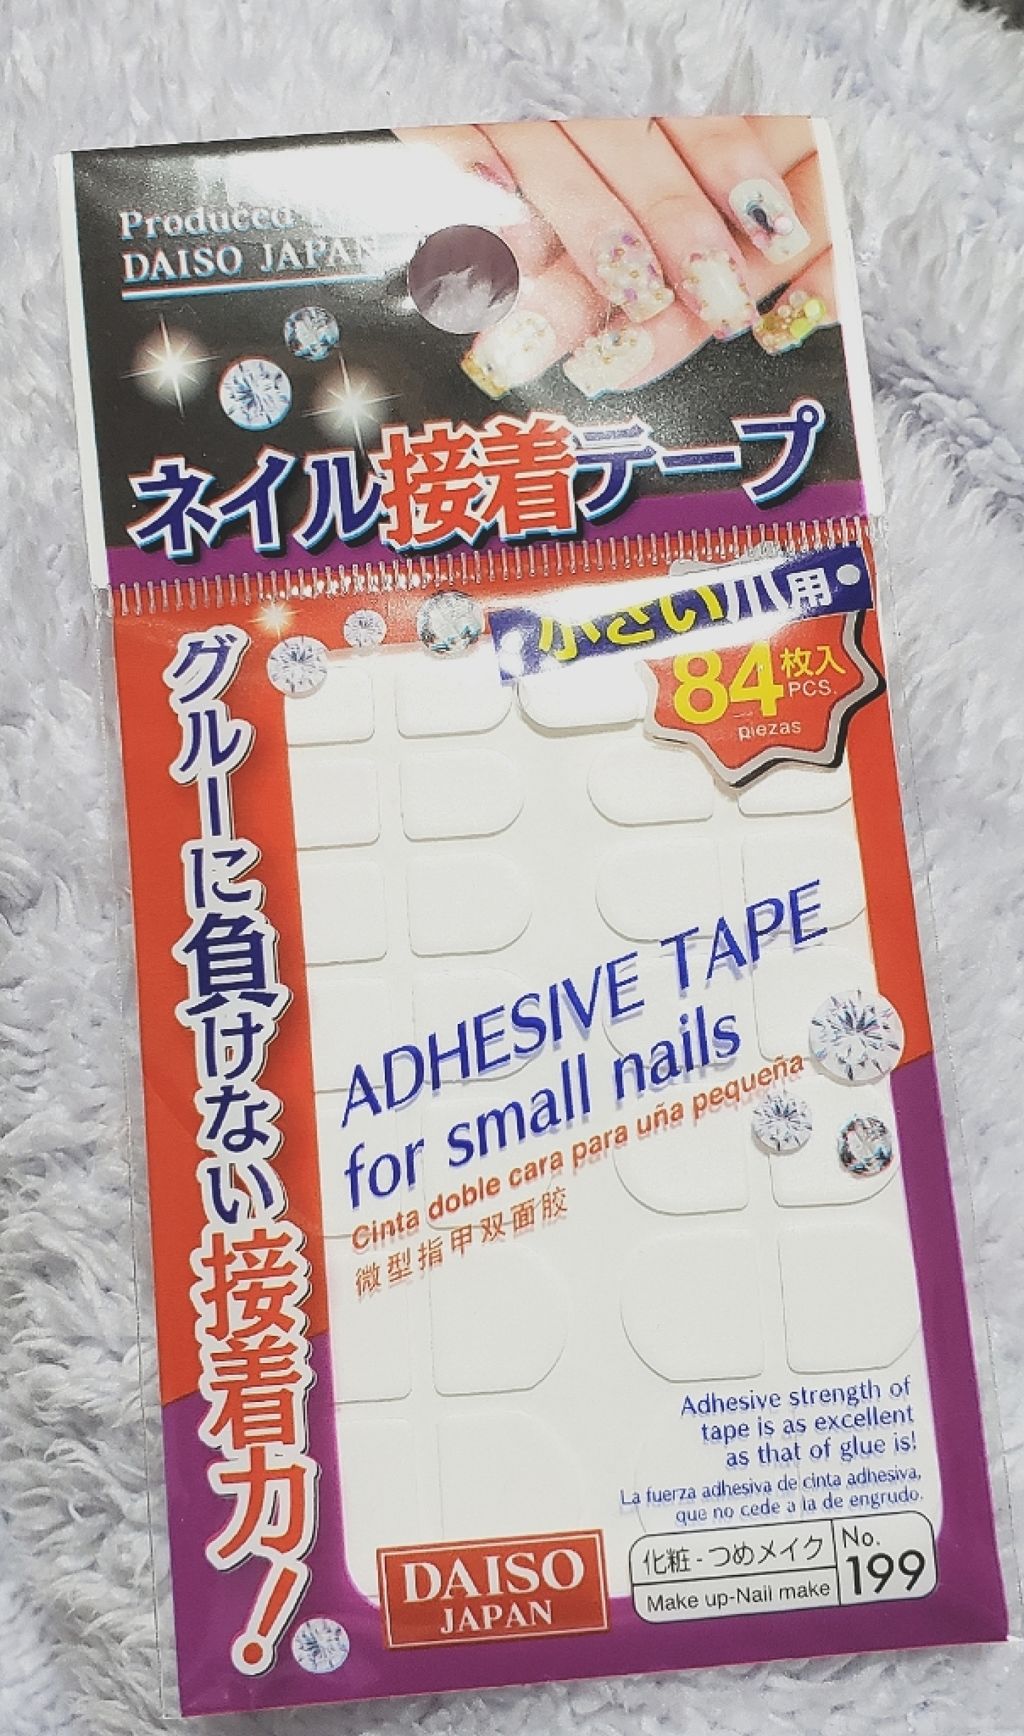 Produced
DAISO JAPAN
ネイル接着テープ
小さい爪用
84枚入
PCS.
piezas
グルーに負けない接着力!
ADHESIVE TAPE
for small nails
Cinta doble cara para uña pequeña
微型指甲双面胶
Adhesive strength of
tape is as excellent
as that of glue is!
La fuerza adhesiva de cinta adhesiva,
que no cede a la de engrudo.
DAISO
JAPAN
化粧-つめメイク
Make up-Nail make
No.
199